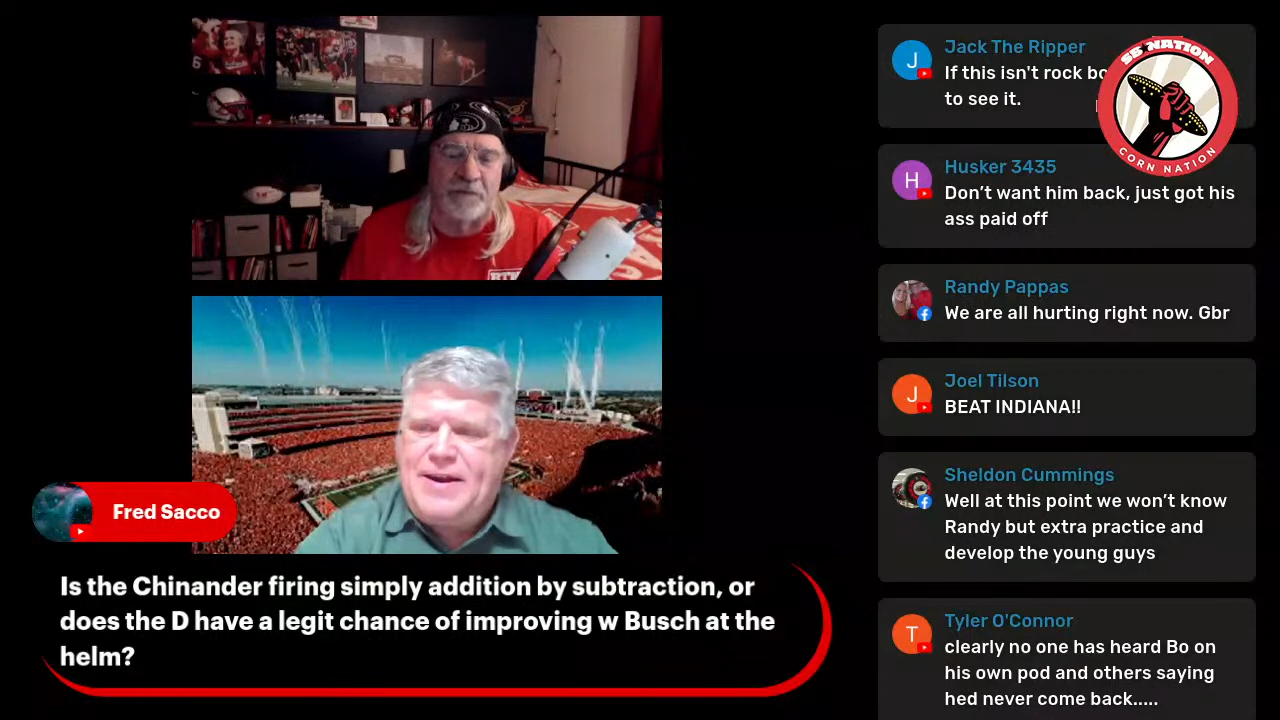 Jack The Ripper
If this isn't rock bo
to see it.
SB NATION
CORN NATION
Husker 3435
Don't want him back, just got his
ass paid off
Randy Pappas
We are all hurting right now. Gbr
Joel Tilson
BEAT INDIANA!!
Sheldon Cummings
Well at this point we won't know
Randy but extra practice and
develop the young guys
Tyler O'Connor
clearly no one has heard Bo on
his own pod and others saying
hed never come back.....
Fred Sacco
Is the Chinander firing simply addition by subtraction, or
does the D have a legit chance of improving w Busch at the
helm?